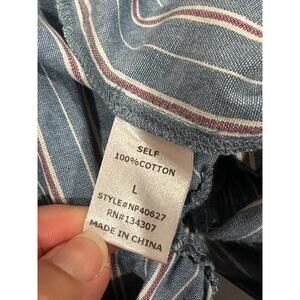 SELF
100%COTTON
L
STYLE#NP40627
RN#134307
MADE IN CHINA